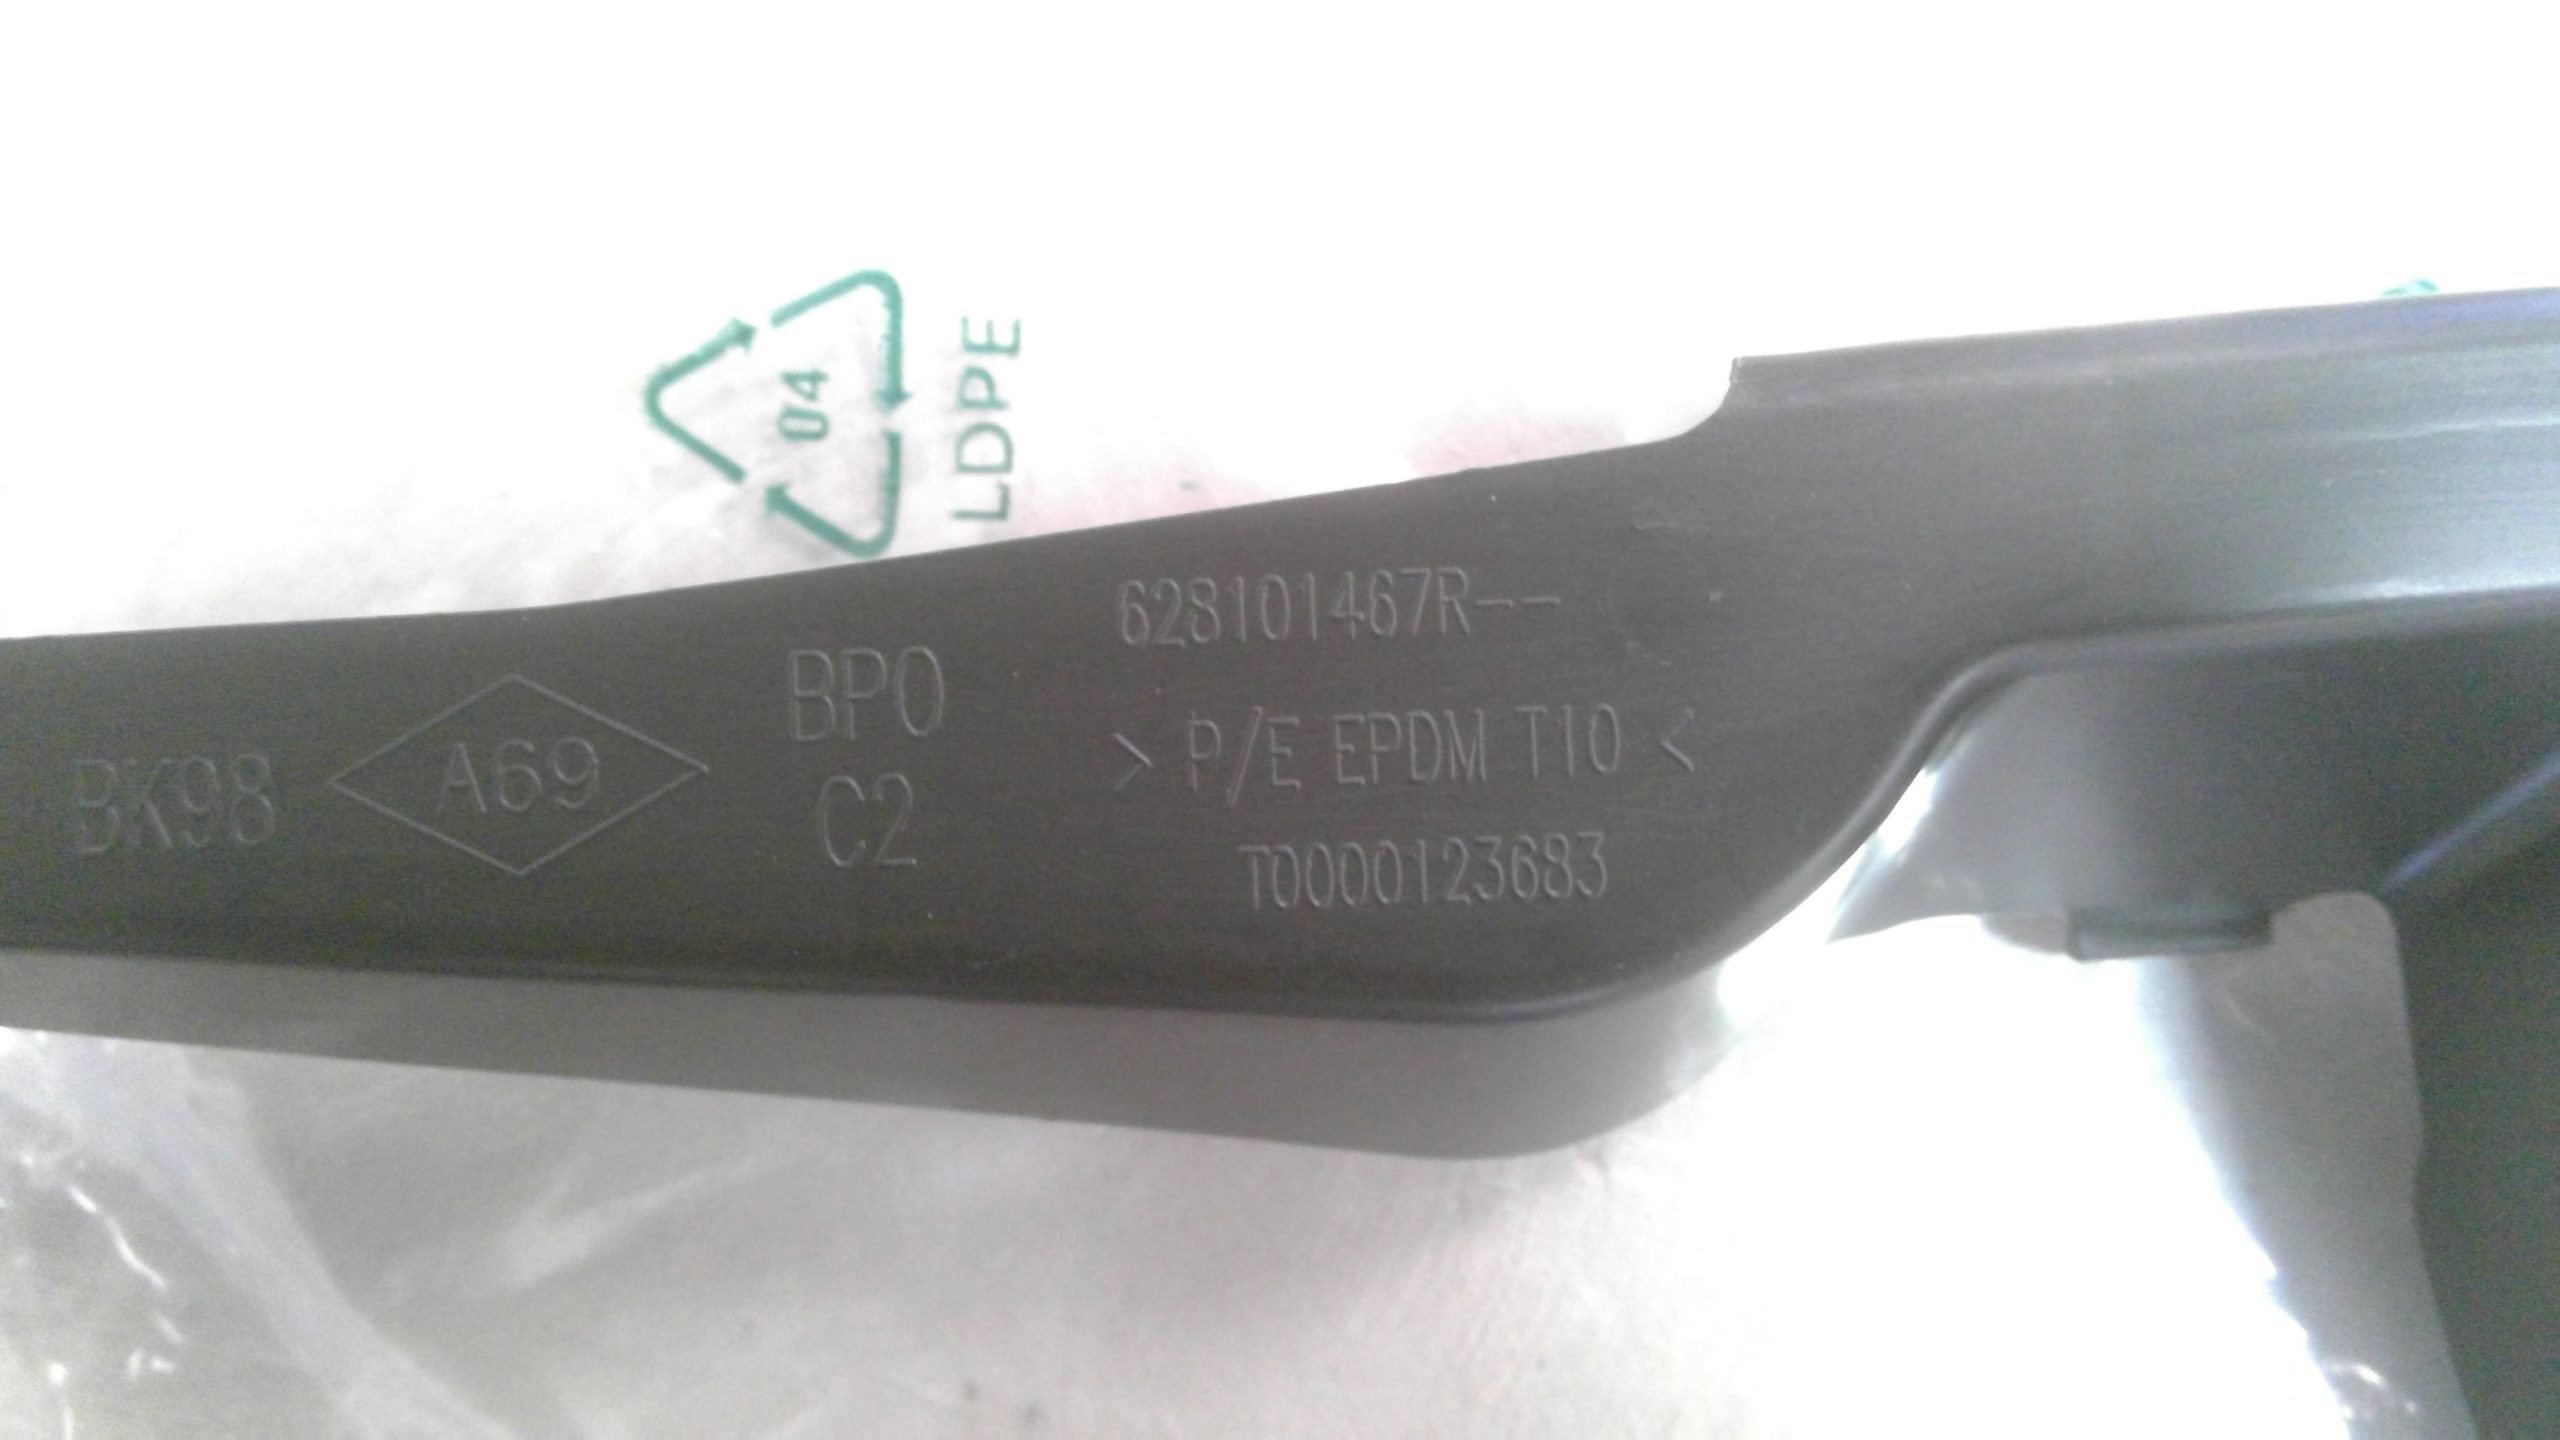 04
LDPE
628101467R--
BPO
> P/E EPDM T10 <
BK98
A69
C2
T0000123683